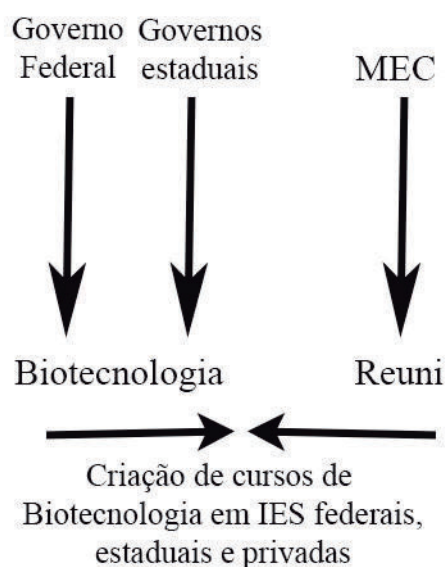 Governo Federal
Governos estaduais
MEC
Biotecnologia
Reuni
Criação de cursos de
Biotecnologia em IES federais,
estaduais e privadas